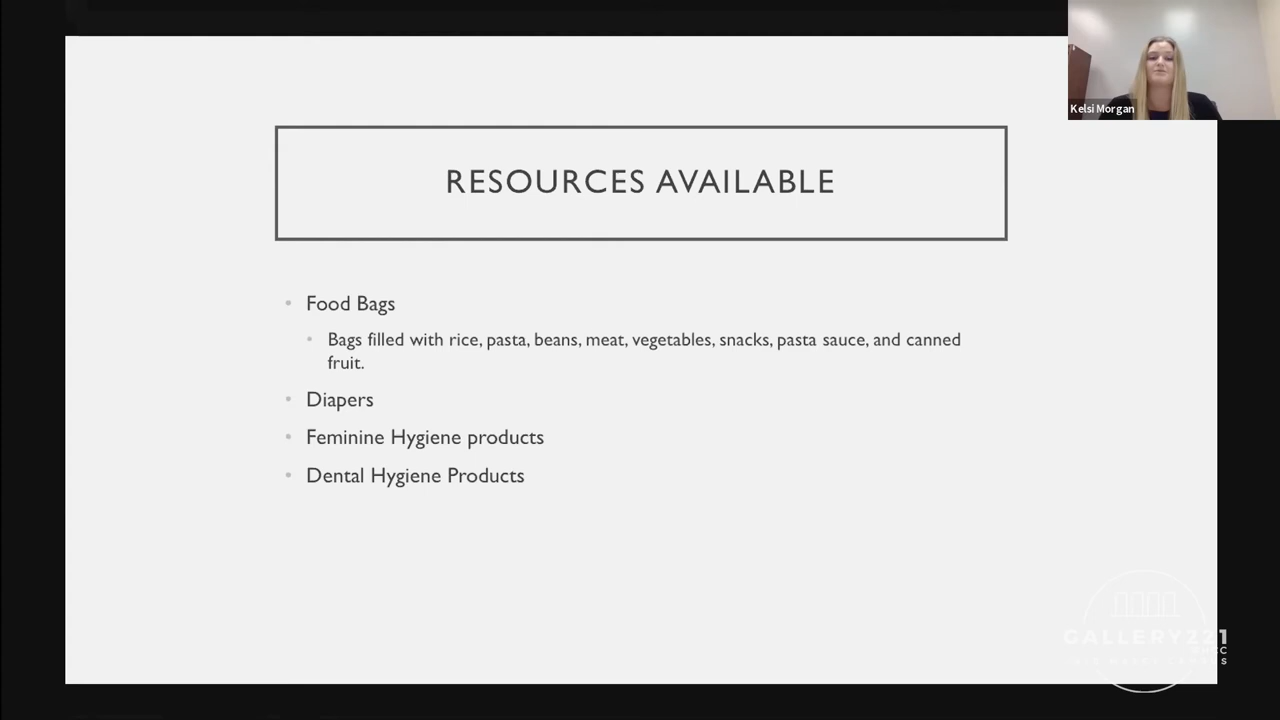 Kelsi Morgan
RESOURCES AVAILABLE
• Food Bags
• Bags filled with rice, pasta, beans, meat, vegetables, snacks, pasta sauce, and canned
fruit.
• Diapers
• Feminine Hygiene products
• Dental Hygiene Products
GALLERY221